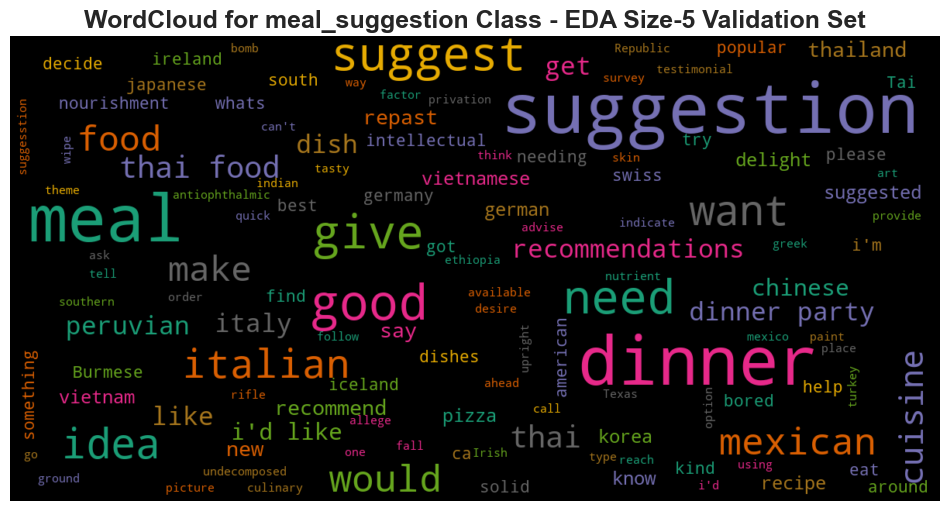 WordCloud for meal_suggestion Class - EDA Size-5 Validation Set
bomb
Republic
popular
thailand
decide
ireland
suggest
get
survey
testimonial
Tai
japanese
south
way
factor
privation
suggestion
nourishment
whats
repast
suggesstion
wipe
food
can't
dish
intellectual
try
think
needing
delight
please
thai food
tasty
vietnamese
skin
swiss
art
theme
antiophthalmic
indian
germany
suggested
meal
quick
best
german
indicate
want
provide
give
advise
got
recommendations
greek
i'm
ask
make
ethiopia
tell
nutrient
southern
order
find
good
available
desire
need
chinese
dinner party
peruvian
italy
say
follow
upright
american
mexico
paint
place
something
italian
dishes
dinner
Burmese
iceland
ahead
help
turkey
cuisine
vietnam
rifle
recommend
Texas
option
bored
like
i'd like
allege
pizza
call
idea
new
thai
korea
mexican
go
one
fall
ca
Irish
type
reach
kind
using
eat
ground
undecomposed
picture
culinary
would
solid
know
i'd
recipe
around